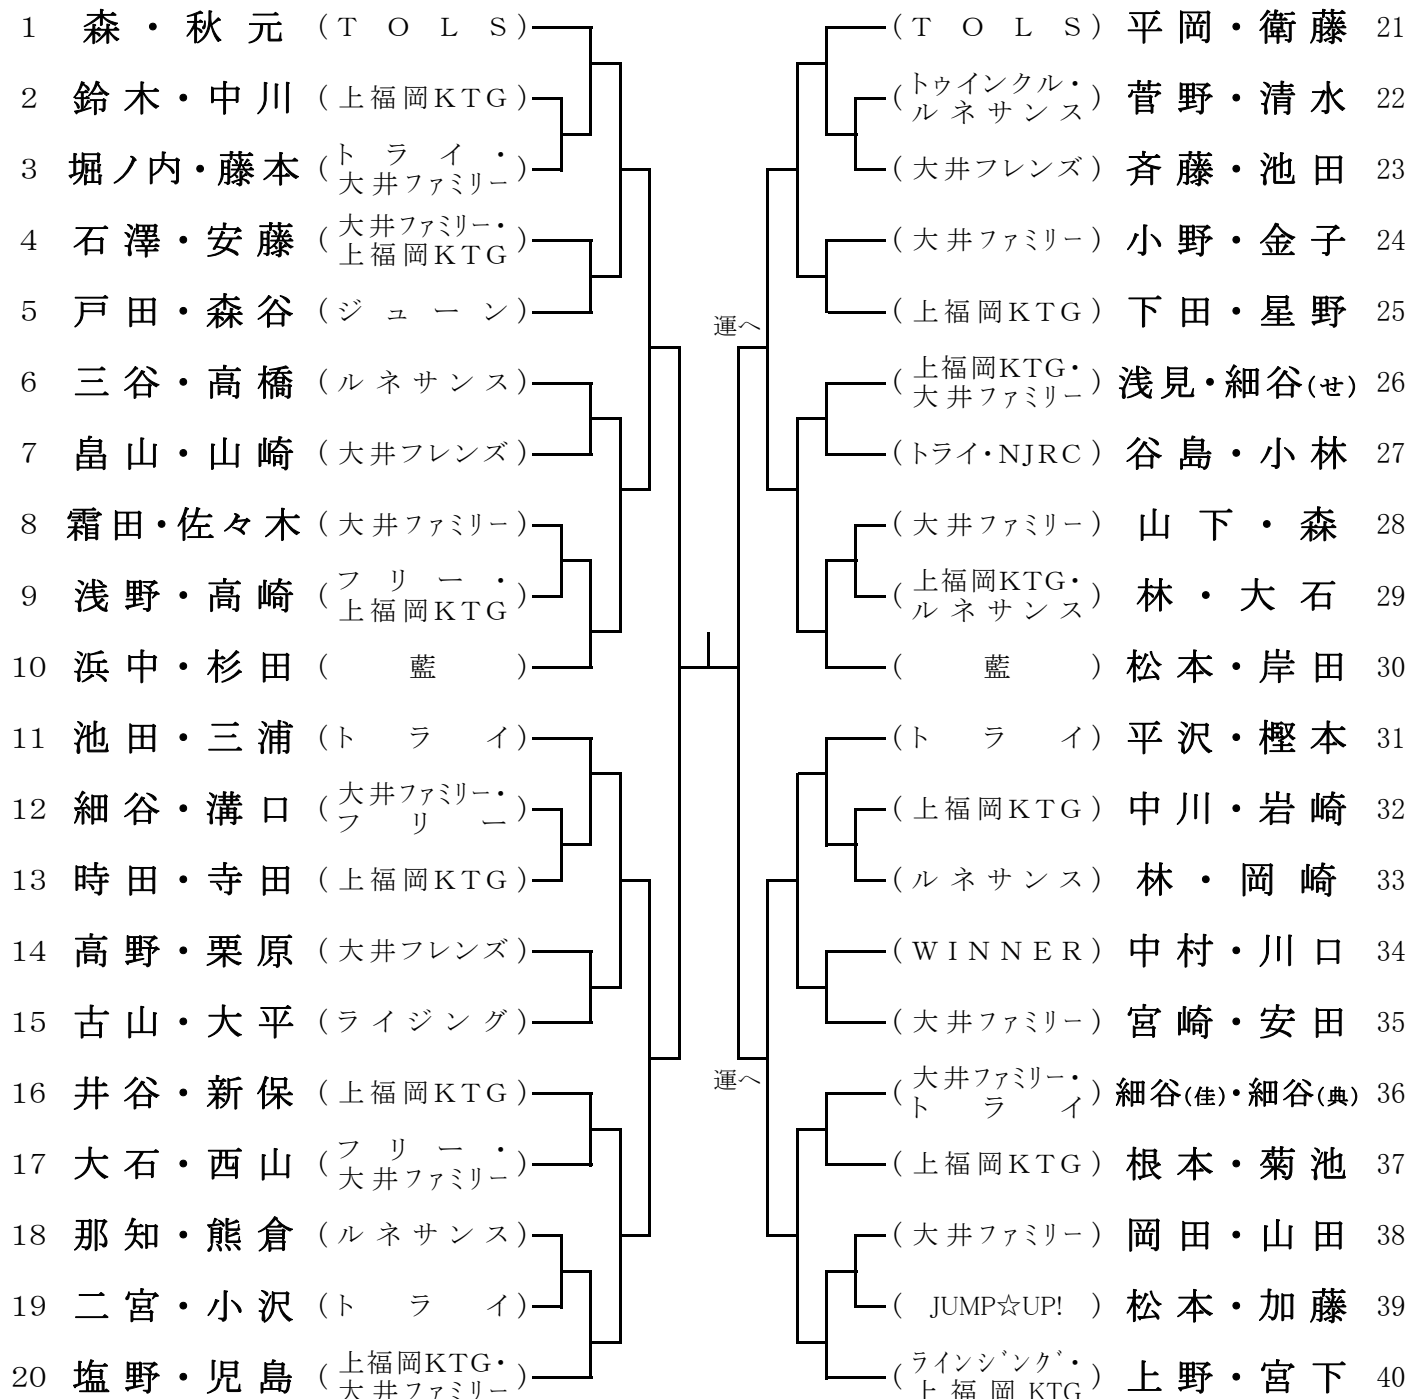 1 森・秋元 (TOLS)
2 鈴木・中川 (上福岡KTG)
3 堀ノ内・藤本 (トライ・大井ファミリー)
4 石澤・安藤 (大井ファミリー・上福岡KTG)
5 戸田・森谷 (ジューン)
6 三谷・高橋 (ルネサンス)
7 畠山・山崎 (大井フレンズ)
8 霜田・佐々木 (大井ファミリー)
9 浅野・高崎 (フリー・上福岡KTG)
10 浜中・杉田 (藍)
11 池田・三浦 (トライ)
12 細谷・溝口 (大井ファミリー・フリー)
13 時田・寺田 (上福岡KTG)
14 高野・栗原 (大井フレンズ)
15 古山・大平 (ライジング)
16 井谷・新保 (上福岡KTG)
17 大石・西山 (フリー・大井ファミリー)
18 那知・熊倉 (ルネサンス)
19 二宮・小沢 (トライ)
20 塩野・児島 (上福岡KTG・大井ファミリー)
運へ
運へ
(TOLS) 平岡・衛藤 21
(トゥインクル・ルネサンス) 菅野・清水 22
(大井フレンズ) 斉藤・池田 23
(大井ファミリー) 小野・金子 24
(上福岡KTG) 下田・星野 25
(上福岡KTG・大井ファミリー) 浅見・細谷(せ) 26
(トライ・NJRC) 谷島・小林 27
(大井ファミリー) 山下・森 28
(上福岡KTG・ルネサンス) 林・大石 29
(藍) 松本・岸田 30
(トライ) 平沢・樫本 31
(上福岡KTG) 中川・岩崎 32
(ルネサンス) 林・岡崎 33
(WINNER) 中村・川口 34
(大井ファミリー) 宮崎・安田 35
(大井ファミリー・トライ) 細谷(佳)・細谷(典) 36
(上福岡KTG) 根本・菊池 37
(大井ファミリー) 岡田・山田 38
(JUMP☆UP!) 松本・加藤 39
(ラインジング・上福岡KTG) 上野・宮下 40